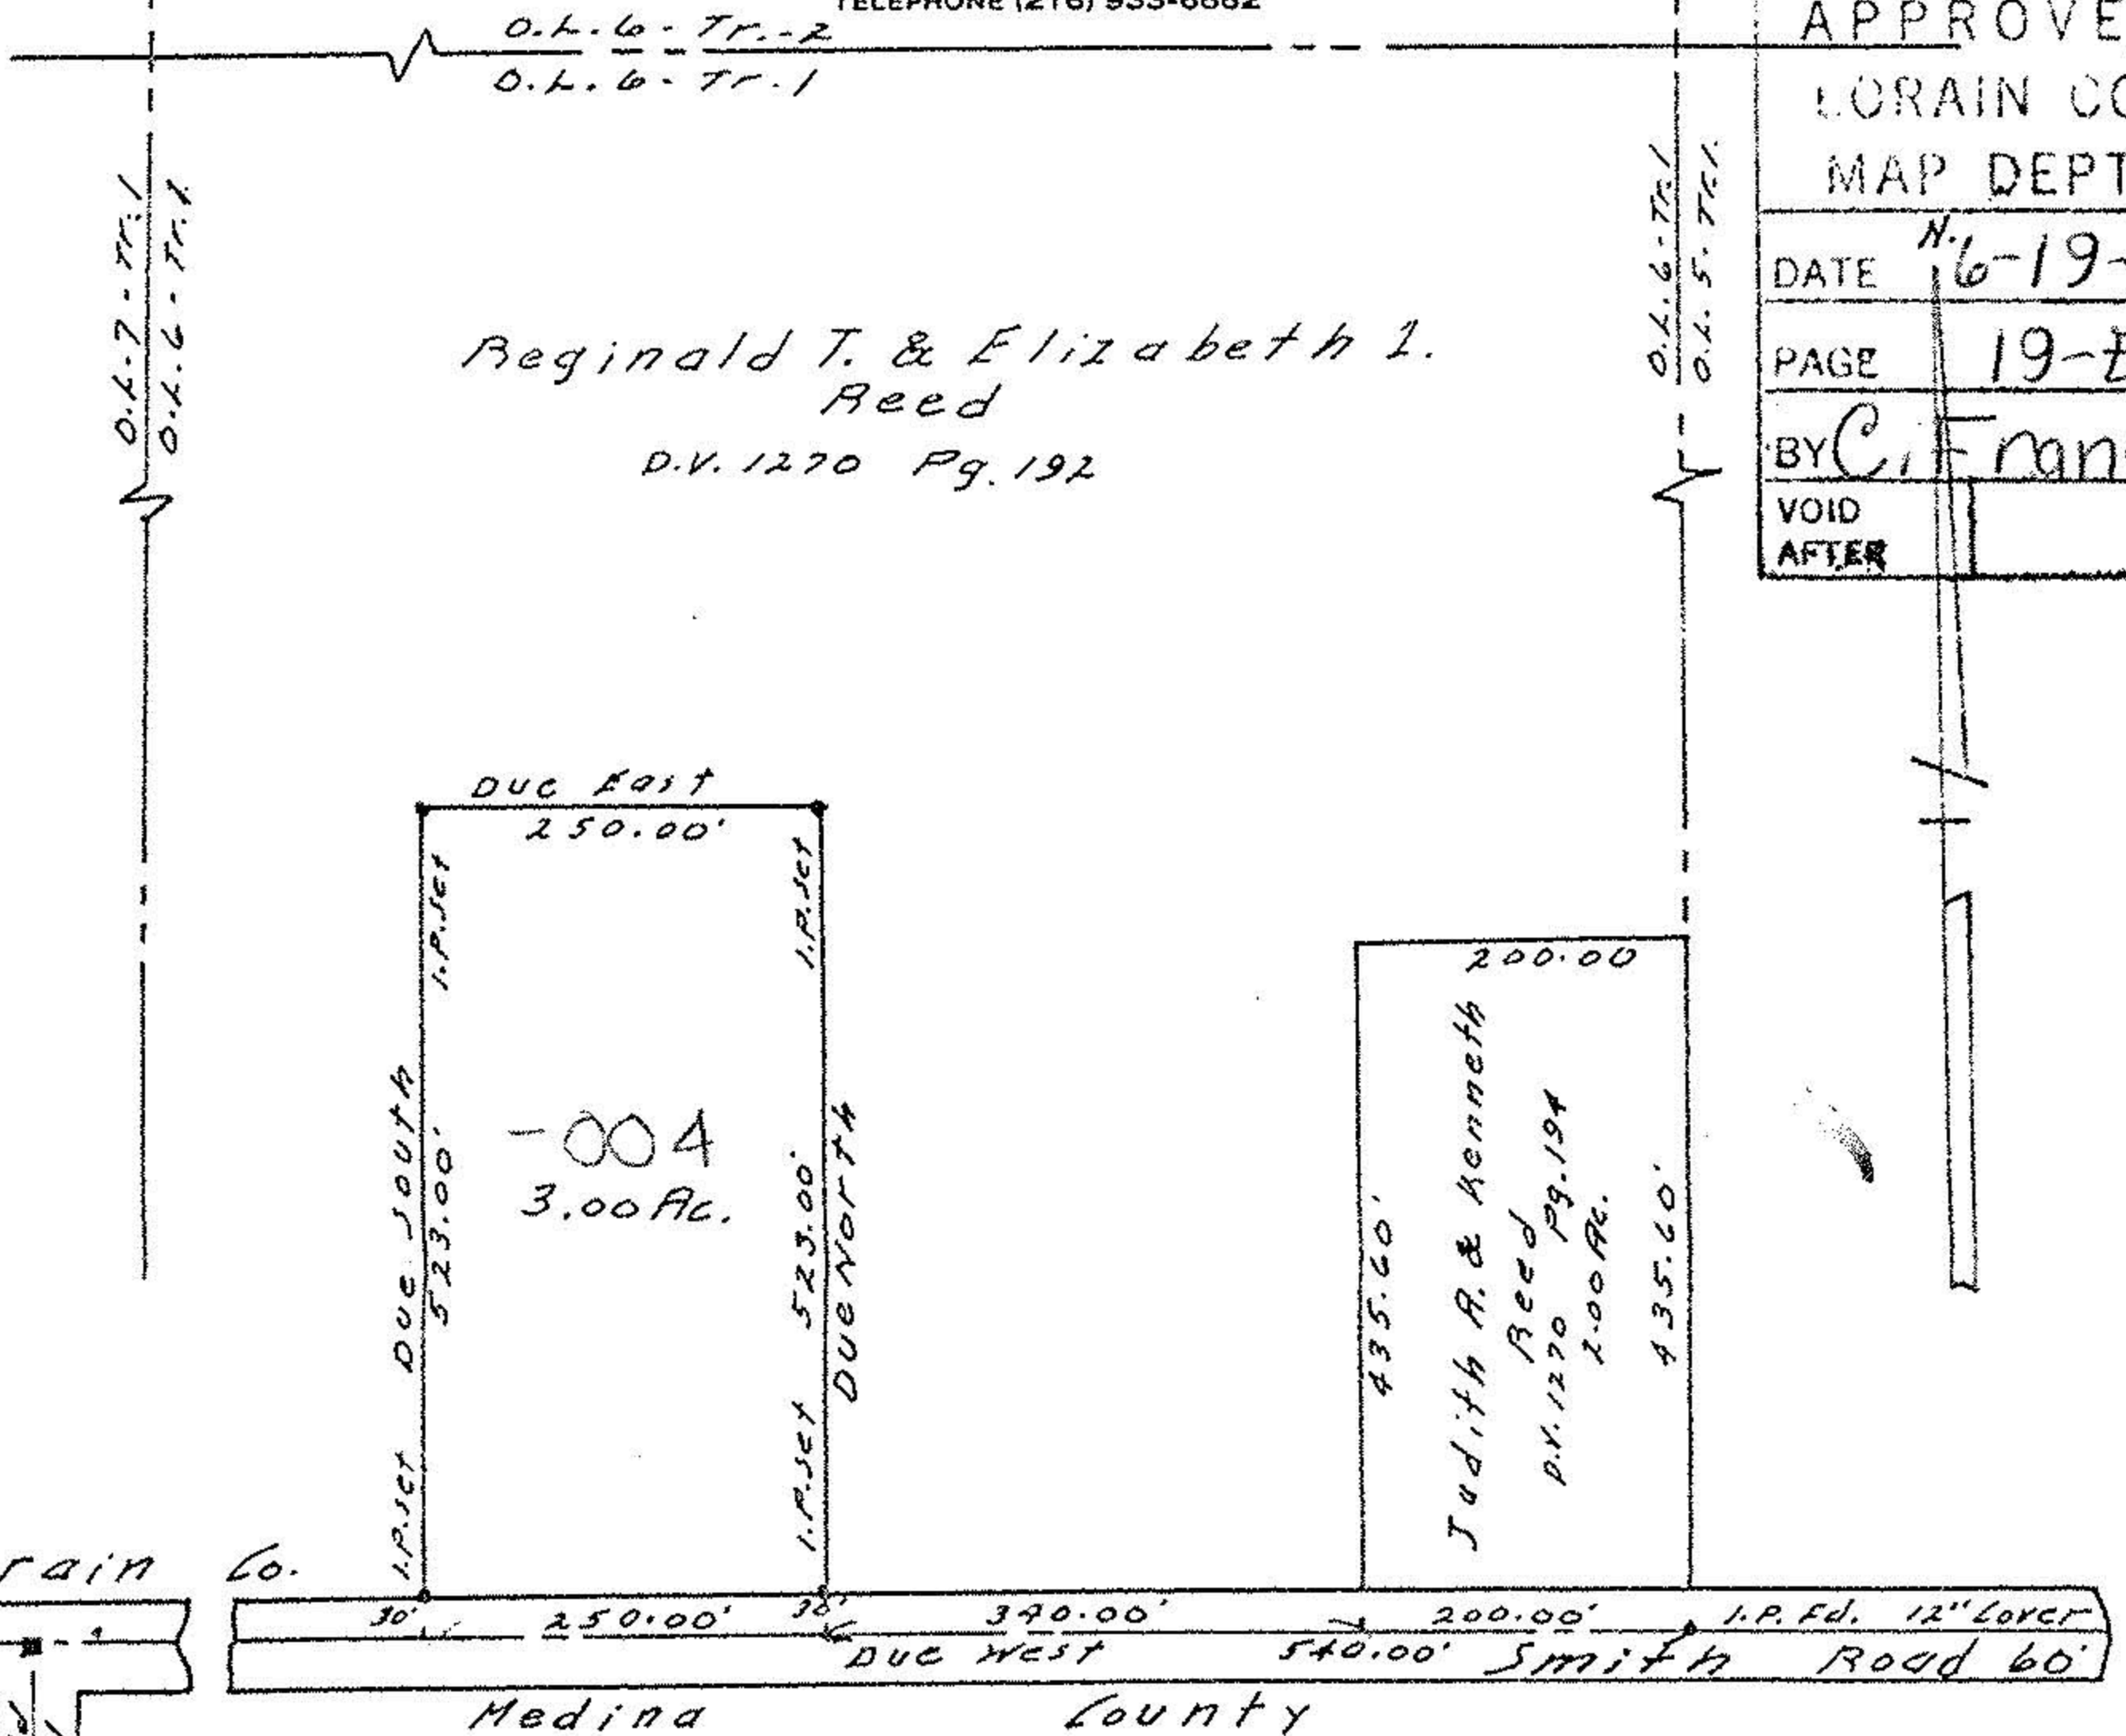 TELEPHONE (216) 933-6662
O.L. 6 - Tr. - 2
O.L. 6 - Tr. 1
APPROVE
LORAIN CO
MAP DEPT
DATE 6-19-
PAGE 19-
BY C. Fran
VOID
AFTER
N.
O.L. 7 - Tr. 1
O.L. 6 - Tr. 1
O.L. 6 - Tr. 1
O.L. 5 - Tr. 1
Reginald T. & Elizabeth I.
Reed
D.V. 1270 Pg. 192
Due East
250.00'
I.P. Set
I.P. Set
Due South
523.00'
-004
3.00 Ac.
523.00'
Due North
I.P. Set
I.P. Set
200.00
435.60'
Judith A. & Kenneth
Reed
D.V. 1270 Pg. 194
2.00 Ac.
435.60'
rain Co.
30' 250.00' 30' 340.00' 200.00' I.P. Fd. 12" Cover
Due West 540.00' Smith Road 60'
Medina County